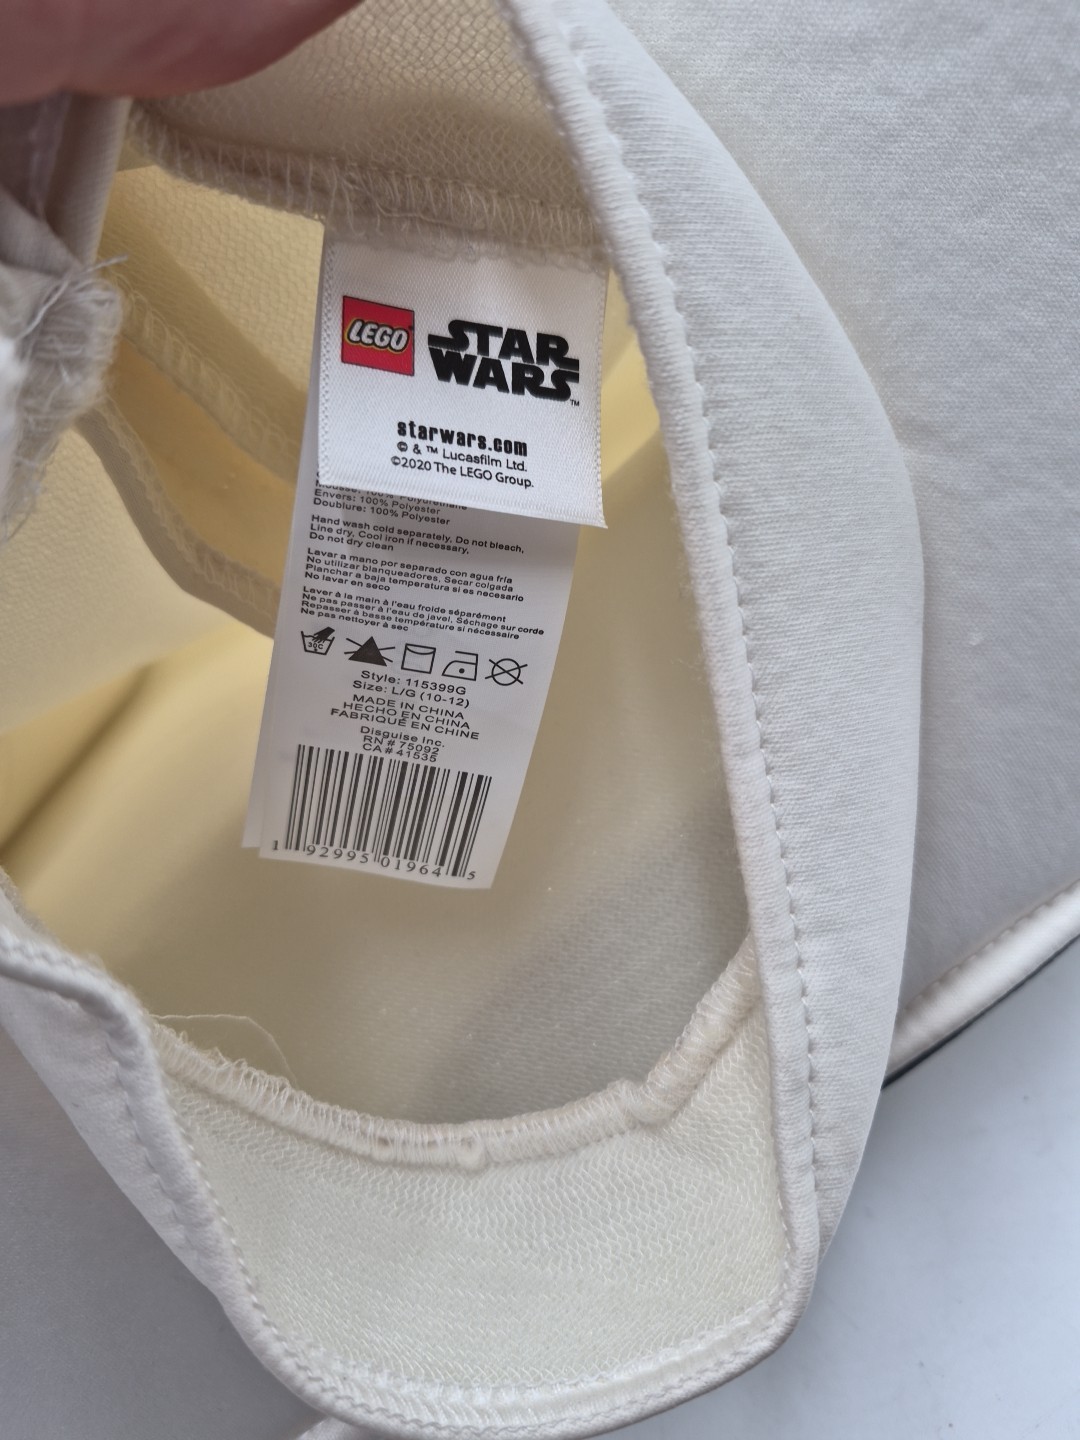 LEGO
STAR
WARS™
starwars.com
© & ™ Lucasfilm Ltd.
©2020 The LEGO Group.
Mousse: 100% Polyuréthane
Envers: 100% Polyester
Doublure: 100% Polyester
Hand wash cold separately, Do not bleach,
Line dry, Cool iron if necessary,
Do not dry clean
Lavar a mano por separado con agua fría
No utilizar blanqueadores, Secar colgada
Planchar a baja temperatura si es necesario
No lavar en seco
Laver à la main à l'eau froide séparément
Ne pas passer à l'eau de javel, Séchage sur corde
Repasser à basse température si nécessaire
Ne pas nettoyer à sec
30C
Style: 115399G
Size: L/G (10-12)
MADE IN CHINA
HECHO EN CHINA
FABRIQUÉ EN CHINE
Disguise Inc.
RN # 75092
CA # 41535
1 92995 01964 5